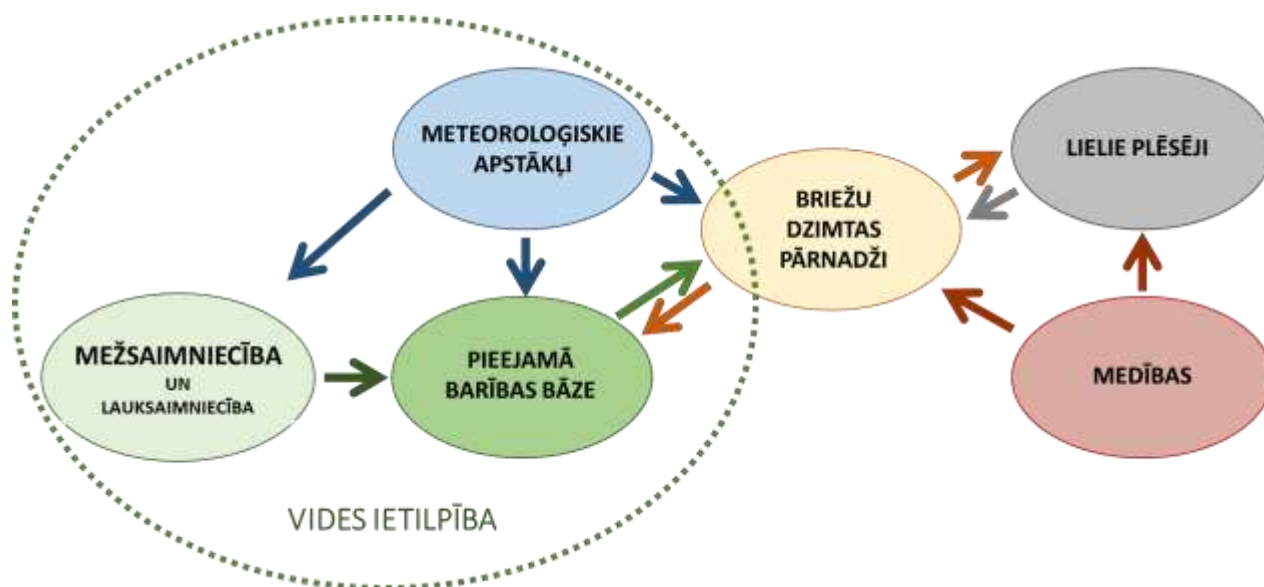 METEOROLOĢISKIE
APSTĀKĻI
LIELIE PLĒSĒJI
BRIEŽU
DZIMTAS
PĀRNADŽI
MEŽSAIMNIECĪBA
UN
LAUKSAIMNIECĪBA
PIEEJAMĀ
BARĪBAS BĀZE
MEDĪBAS
VIDES IETILPĪBA